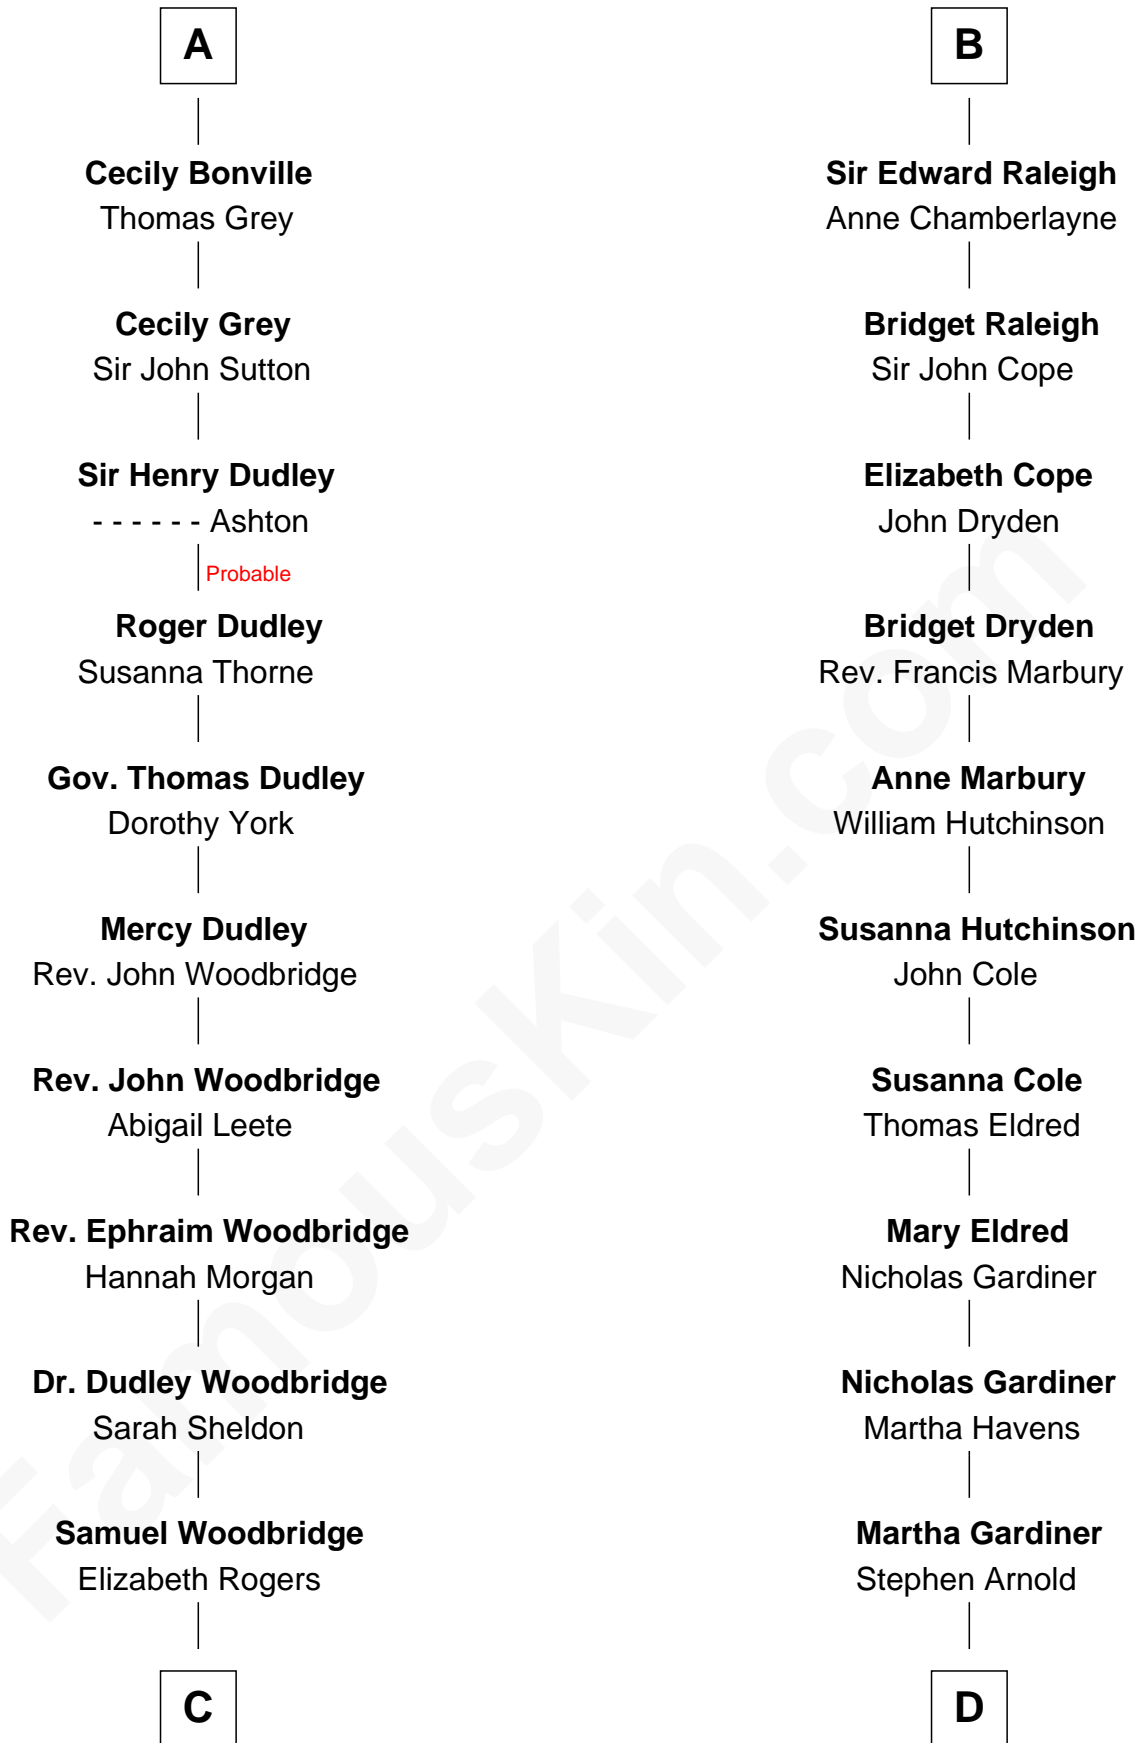 A
Cecily Bonville
Thomas Grey
Cecily Grey
Sir John Sutton
Sir Henry Dudley
- - - - - - Ashton
Probable
Roger Dudley
Susanna Thorne
Gov. Thomas Dudley
Dorothy York
Mercy Dudley
Rev. John Woodbridge
Rev. John Woodbridge
Abigail Leete
Rev. Ephraim Woodbridge
Hannah Morgan
Dr. Dudley Woodbridge
Sarah Sheldon
Samuel Woodbridge
Elizabeth Rogers
C
B
Sir Edward Raleigh
Anne Chamberlayne
Bridget Raleigh
Sir John Cope
Elizabeth Cope
John Dryden
Bridget Dryden
Rev. Francis Marbury
Anne Marbury
William Hutchinson
Susanna Hutchinson
John Cole
Susanna Cole
Thomas Eldred
Mary Eldred
Nicholas Gardiner
Nicholas Gardiner
Martha Havens
Martha Gardiner
Stephen Arnold
D
FamousKin.com